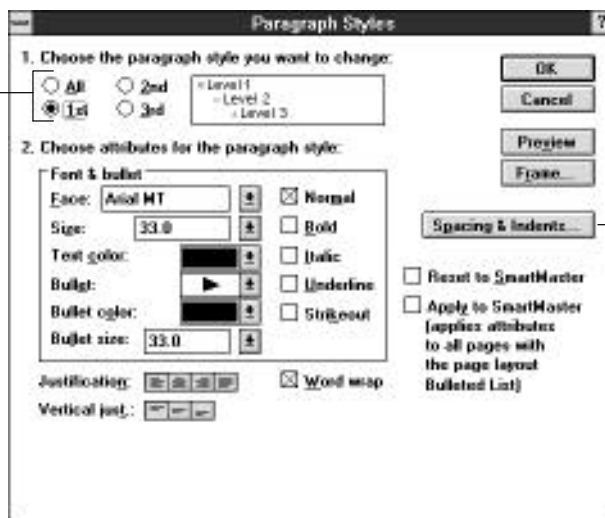 Paragraph Styles
?
1. Choose the paragraph style you want to change:
All
2nd
1st
3rd
Level 1
Level 2
Level 3
OK
Cancel
Preview
Frame...
2. Choose attributes for the paragraph style:
Font & bullet
Face: Arial MT
Size: 33.0
Text color:
Bullet:
Bullet color:
Bullet size: 33.0
Normal
Bold
Italic
Underline
Strikeout
Spacing & Indents...
Reset to SmartMaster
Apply to SmartMaster
(applies attributes
to all pages with
the page layout
Bulleted List)
Justification:
Word wrap
Vertical just.: